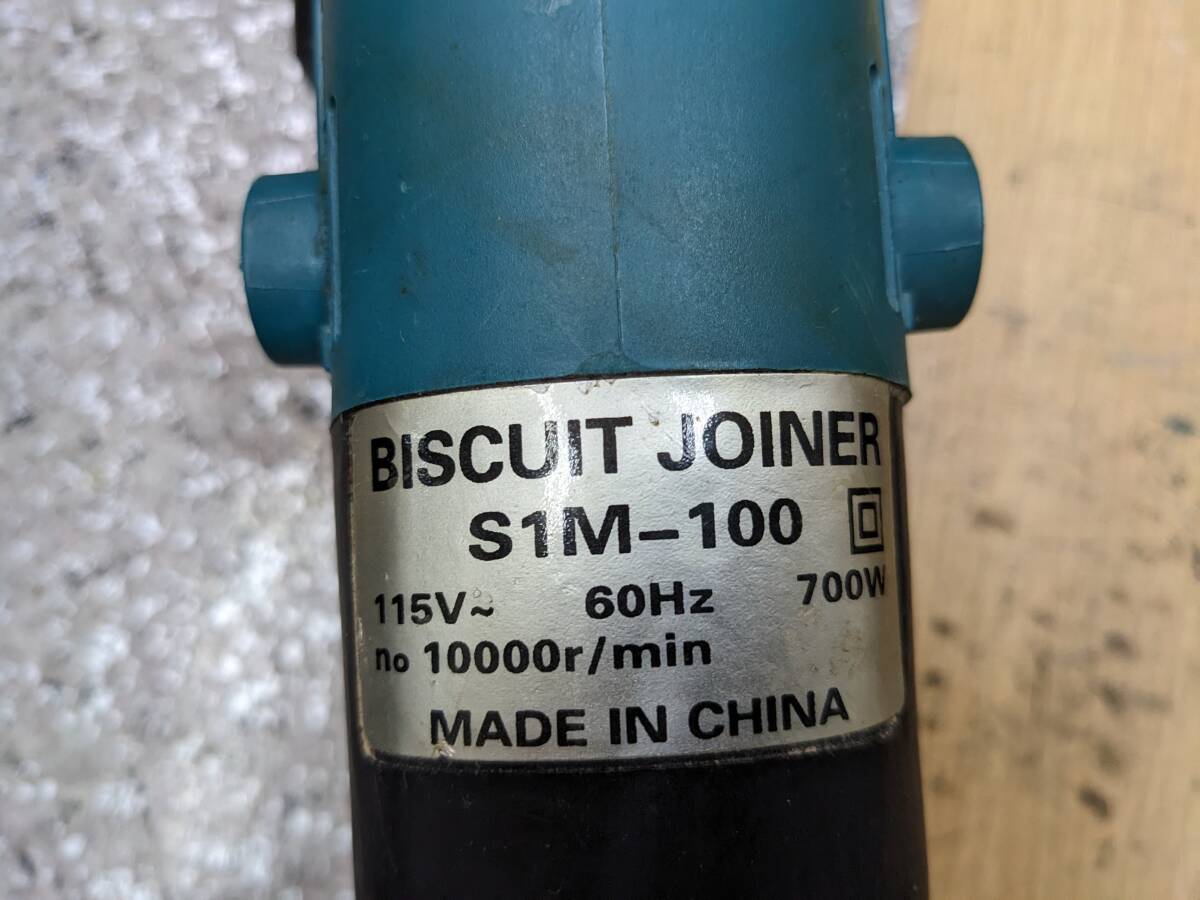 BISCUIT JOINER
S1M-100
115V~ 60Hz 700W
no 10000r/min
MADE IN CHINA